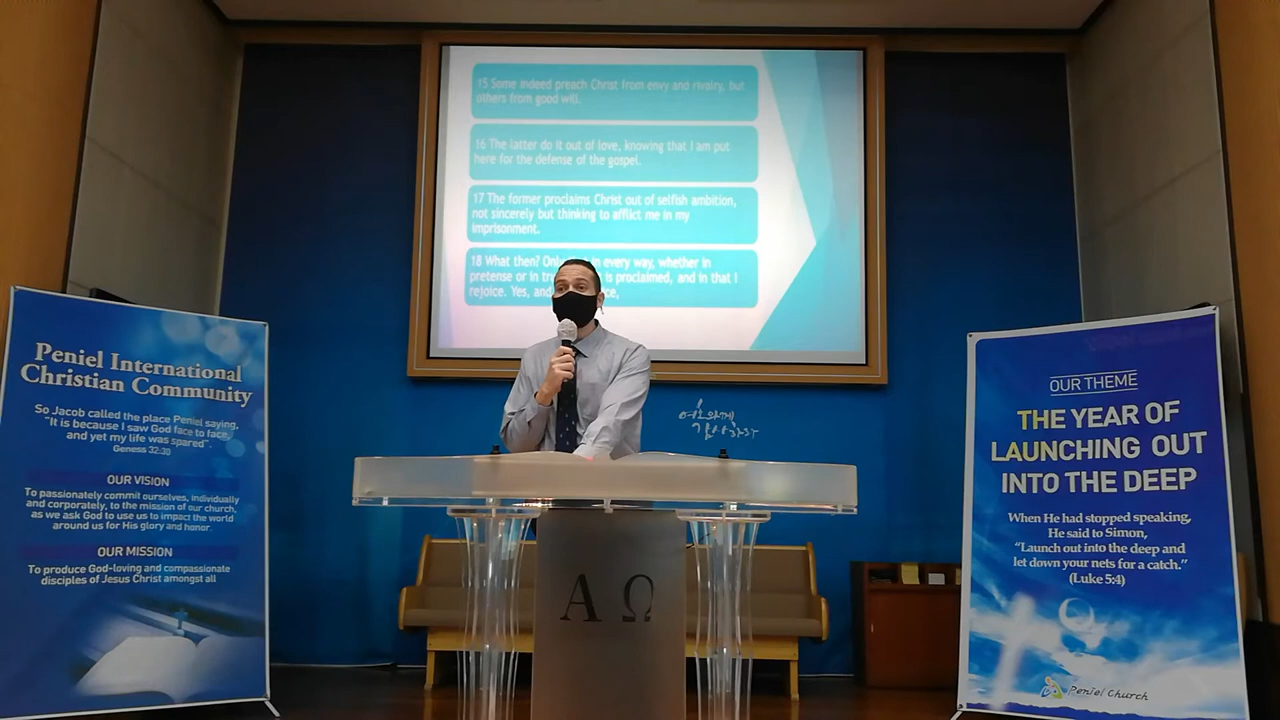 15 Some indeed preach Christ from envy and rivalry, but
others from good will.
16 The latter do it out of love, knowing that I am put
here for the defense of the gospel.
17 The former proclaims Christ out of selfish ambition,
not sincerely but thinking to afflict me in my
imprisonment.
18 What then? in every way, whether in
pretense or in is proclaimed, and in that I
rejoice. Yes, and
Peniel International
Christian Community
So Jacob called the place Peniel saying,
"It is because I saw God face to face,
and yet my life was spared".
Genesis 32:30
OUR VISION
To passionately commit ourselves, individually
and corporately, to the mission of our church,
as we ask God to use us to impact the world
around us for His glory and honor.
OUR MISSION
To produce God-loving and compassionate
disciples of Jesus Christ amongst all
Α Ω
OUR THEME
THE YEAR OF
LAUNCHING OUT
INTO THE DEEP
When He had stopped speaking,
He said to Simon,
"Launch out into the deep and
let down your nets for a catch."
(Luke 5:4)
Peniel Church